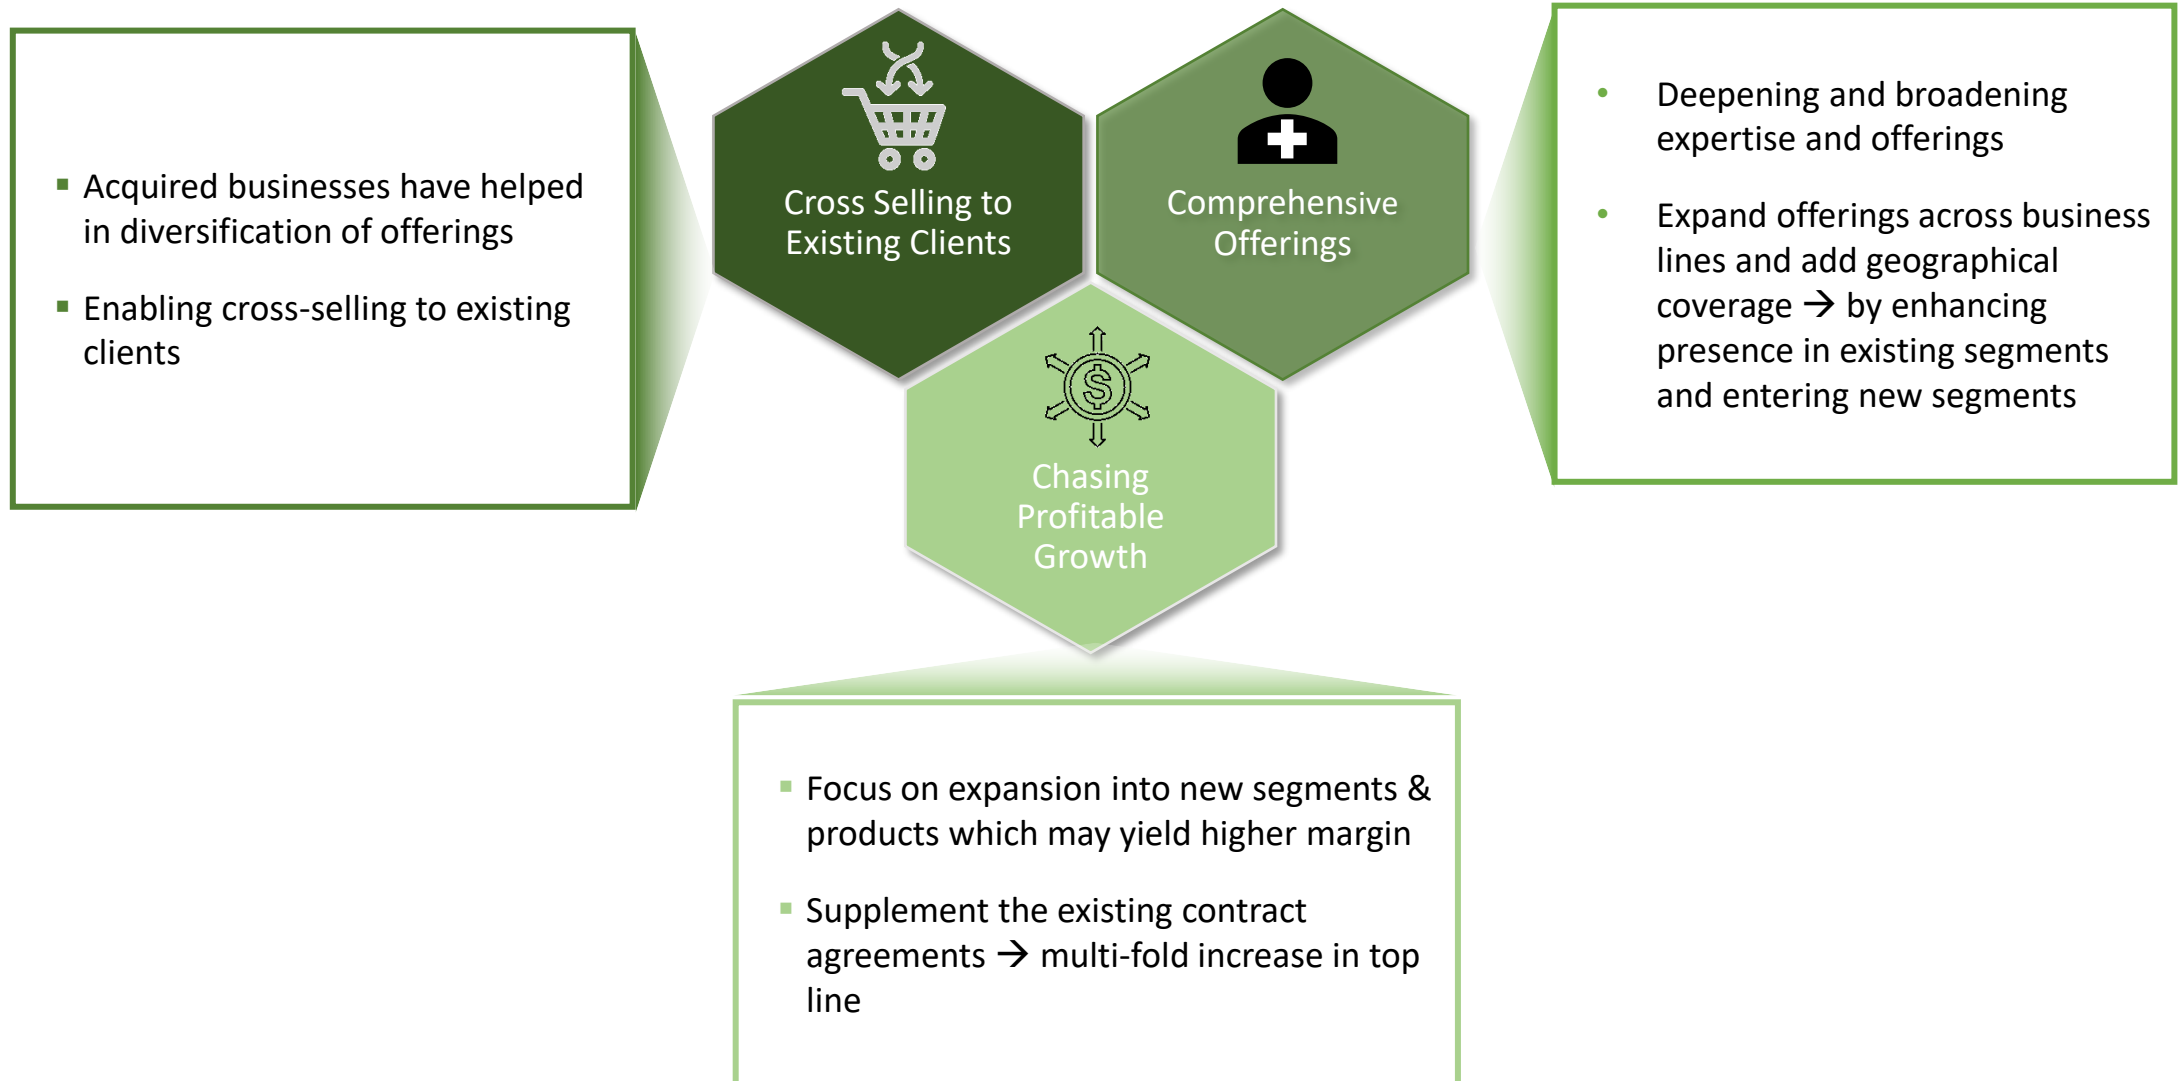 ▪ Acquired businesses have helped
in diversification of offerings
▪ Enabling cross-selling to existing
clients
Cross Selling to
Existing Clients
Comprehensive
Offerings
Chasing
Profitable
Growth
• Deepening and broadening
expertise and offerings
• Expand offerings across business
lines and add geographical
coverage → by enhancing
presence in existing segments
and entering new segments
▪ Focus on expansion into new segments &
products which may yield higher margin
▪ Supplement the existing contract
agreements → multi-fold increase in top
line